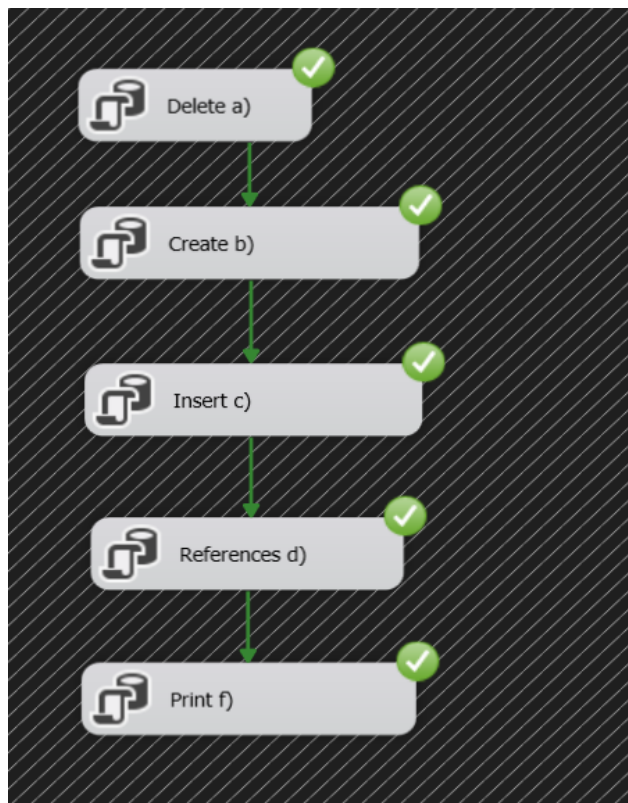 Delete a)
Create b)
Insert c)
References d)
Print f)